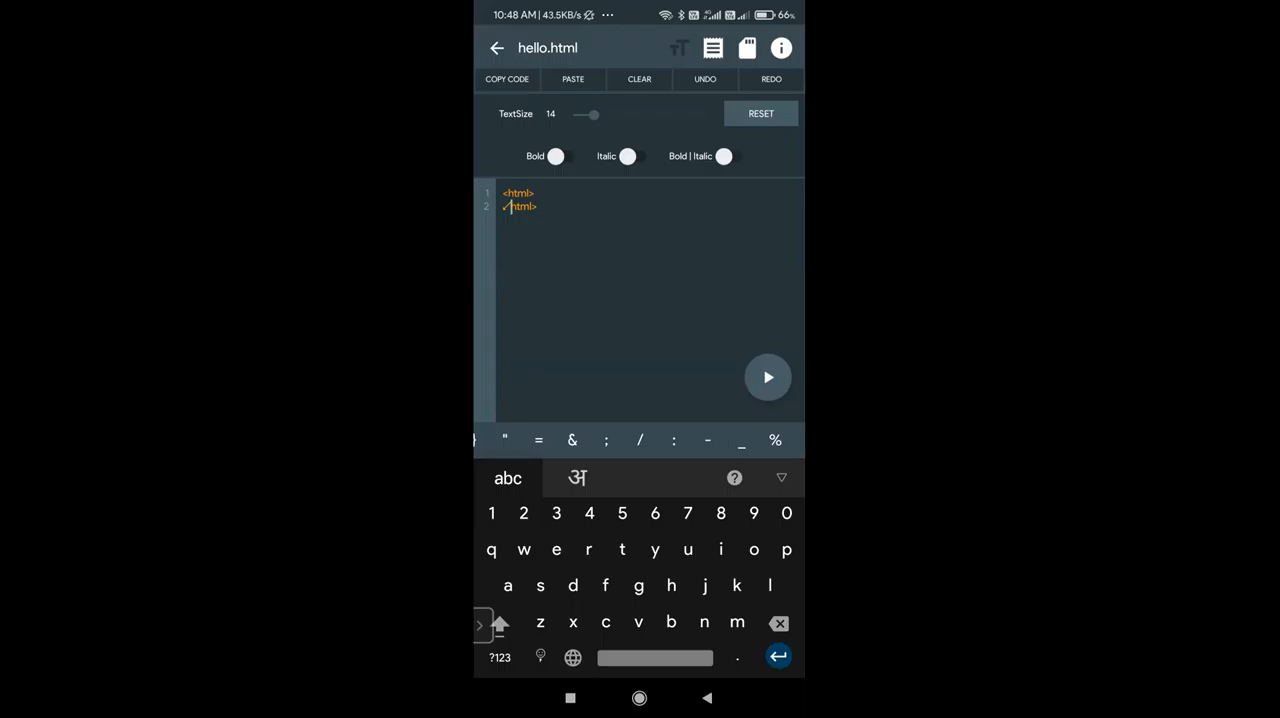 10:48 AM | 43.5KB/s ... 4G 66%
hello.html
COPY CODE PASTE CLEAR UNDO REDO
TextSize 14 RESET
Bold Italic Bold | Italic
1 <html>
2 </html>
} " = & ; / : - _ %
abc अ ?
1 2 3 4 5 6 7 8 9 0
q w e r t y u i o p
a s d f g h j k l
z x c v b n m
?123 .